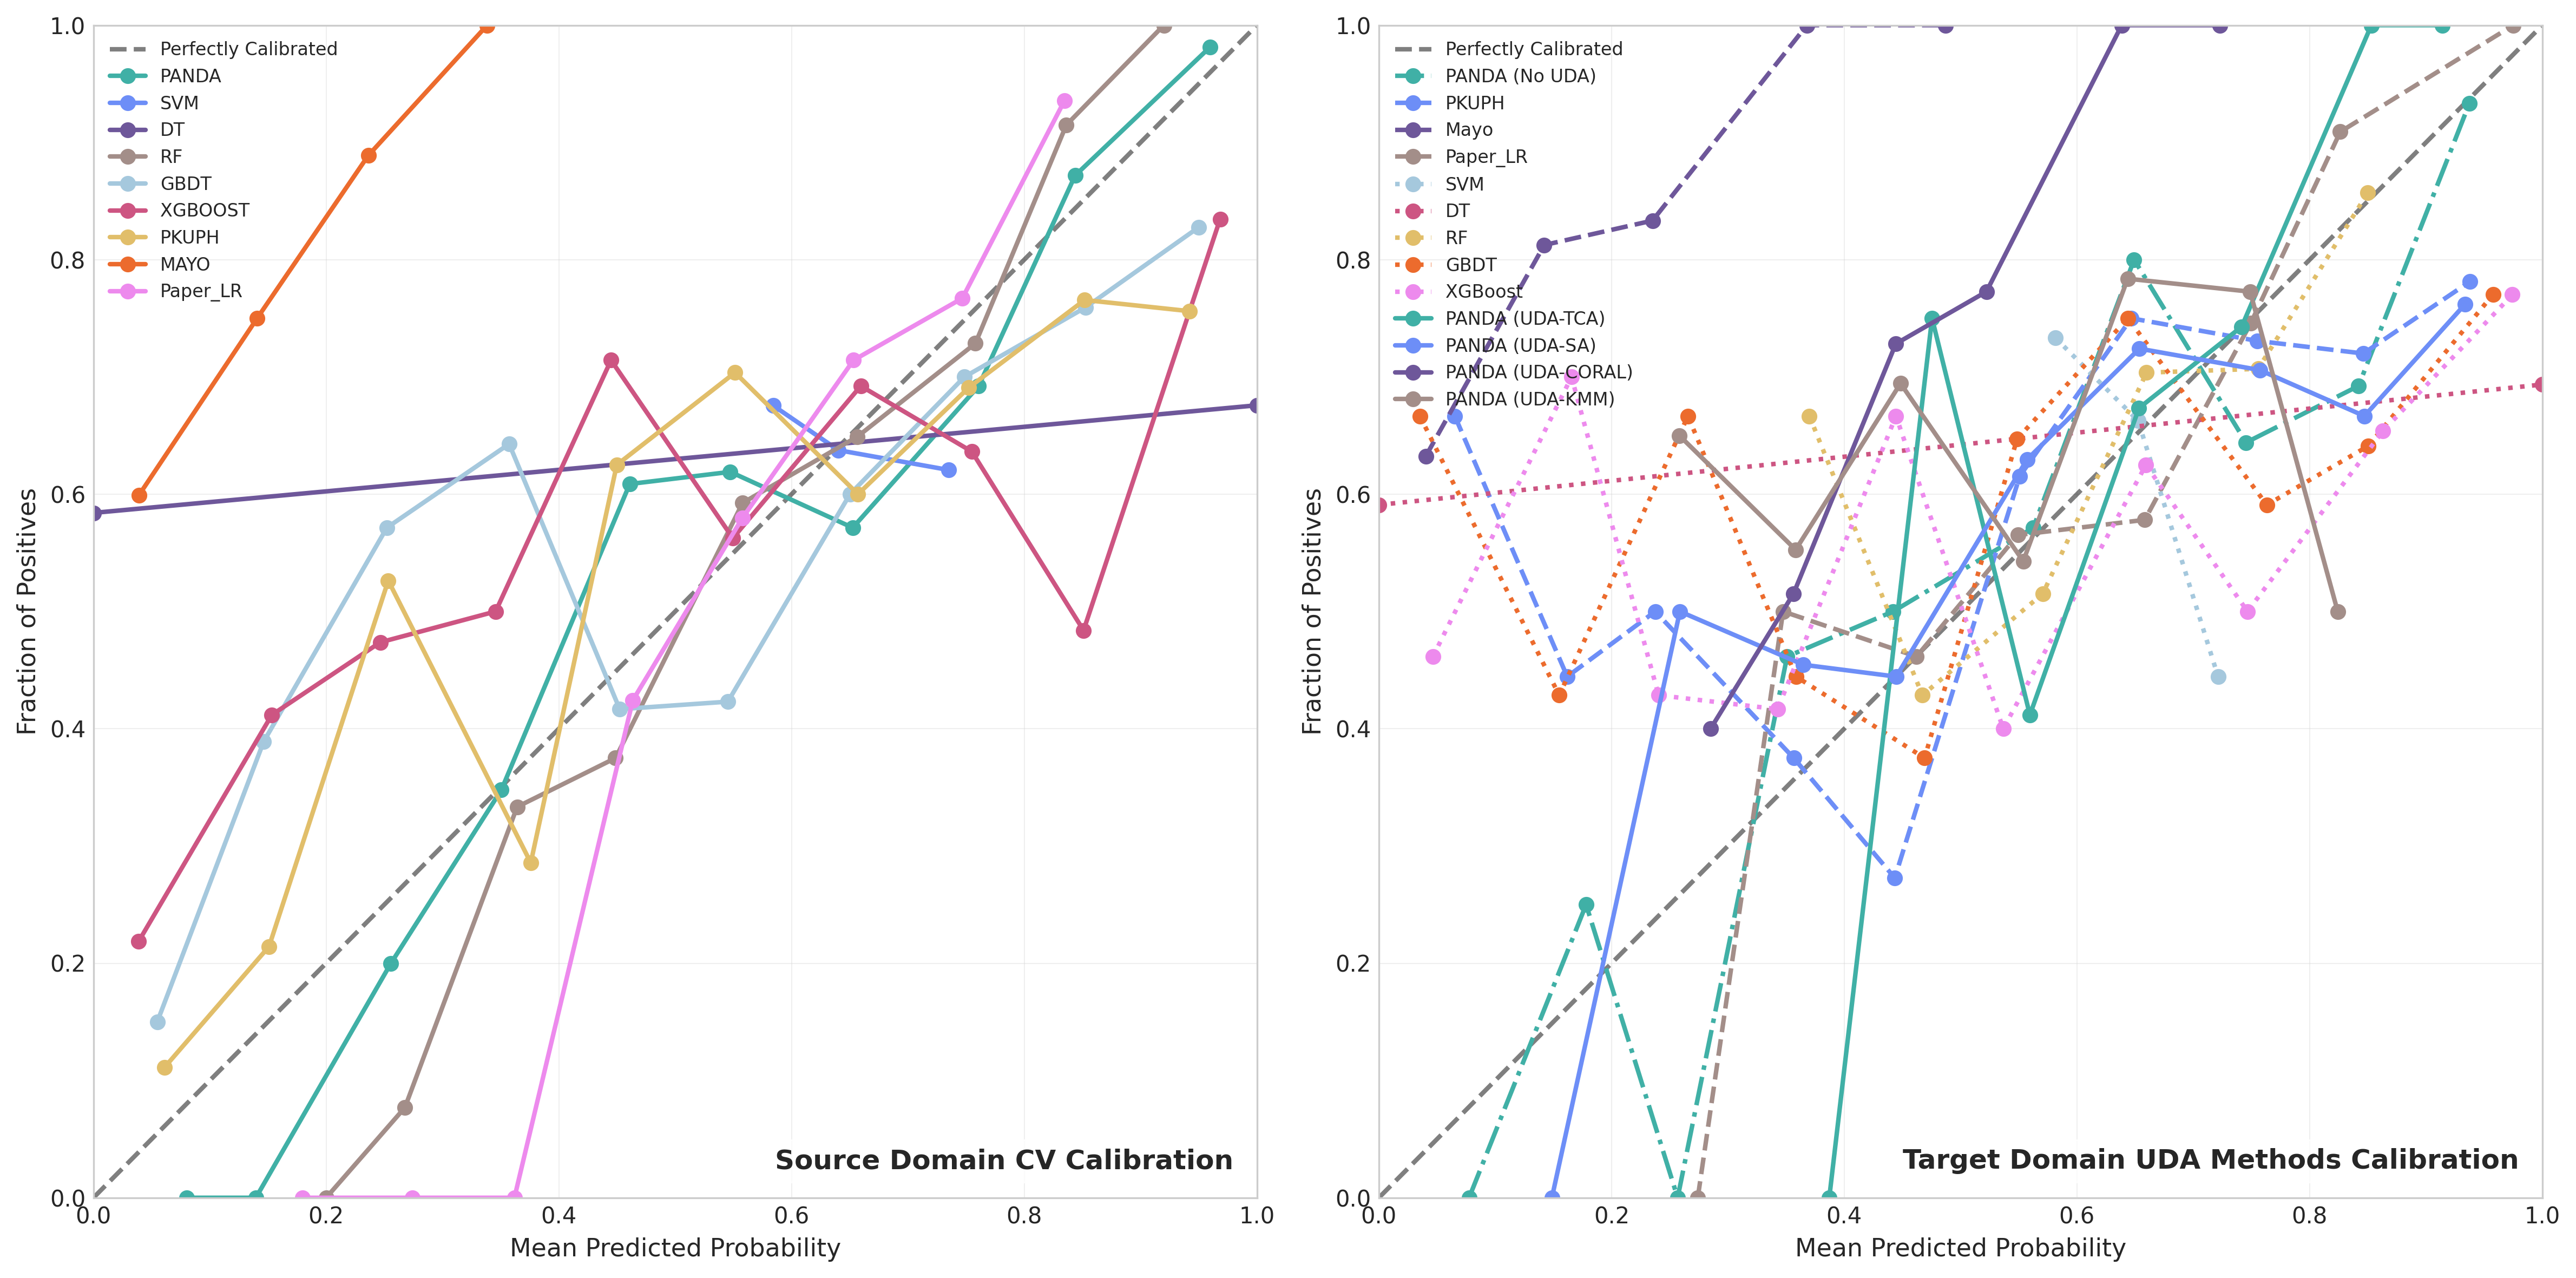 Perfectly Calibrated
PANDA
SVM
DT
RF
GBDT
XGBOOST
PKUPH
MAYO
Paper_LR
1.0
0.8
0.6
0.4
0.2
0.0
Fraction of Positives
Source Domain CV Calibration
0.0 0.2 0.4 0.6 0.8 1.0
Mean Predicted Probability
Perfectly Calibrated
PANDA (No UDA)
PKUPH
Mayo
Paper_LR
SVM
DT
RF
GBDT
XGBoost
PANDA (UDA-TCA)
PANDA (UDA-SA)
PANDA (UDA-CORAL)
PANDA (UDA-KMM)
1.0
0.8
0.6
0.4
0.2
0.0
Fraction of Positives
Target Domain UDA Methods Calibration
0.0 0.2 0.4 0.6 0.8 1.0
Mean Predicted Probability